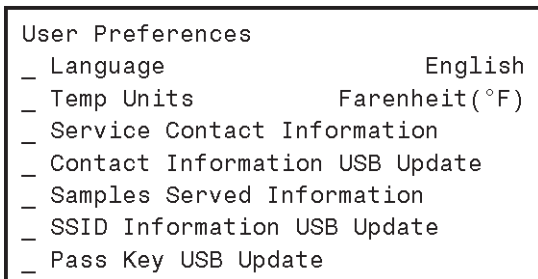 User Preferences
_ Language English
_ Temp Units Farenheit(°F)
_ Service Contact Information
_ Contact Information USB Update
_ Samples Served Information
_ SSID Information USB Update
_ Pass Key USB Update